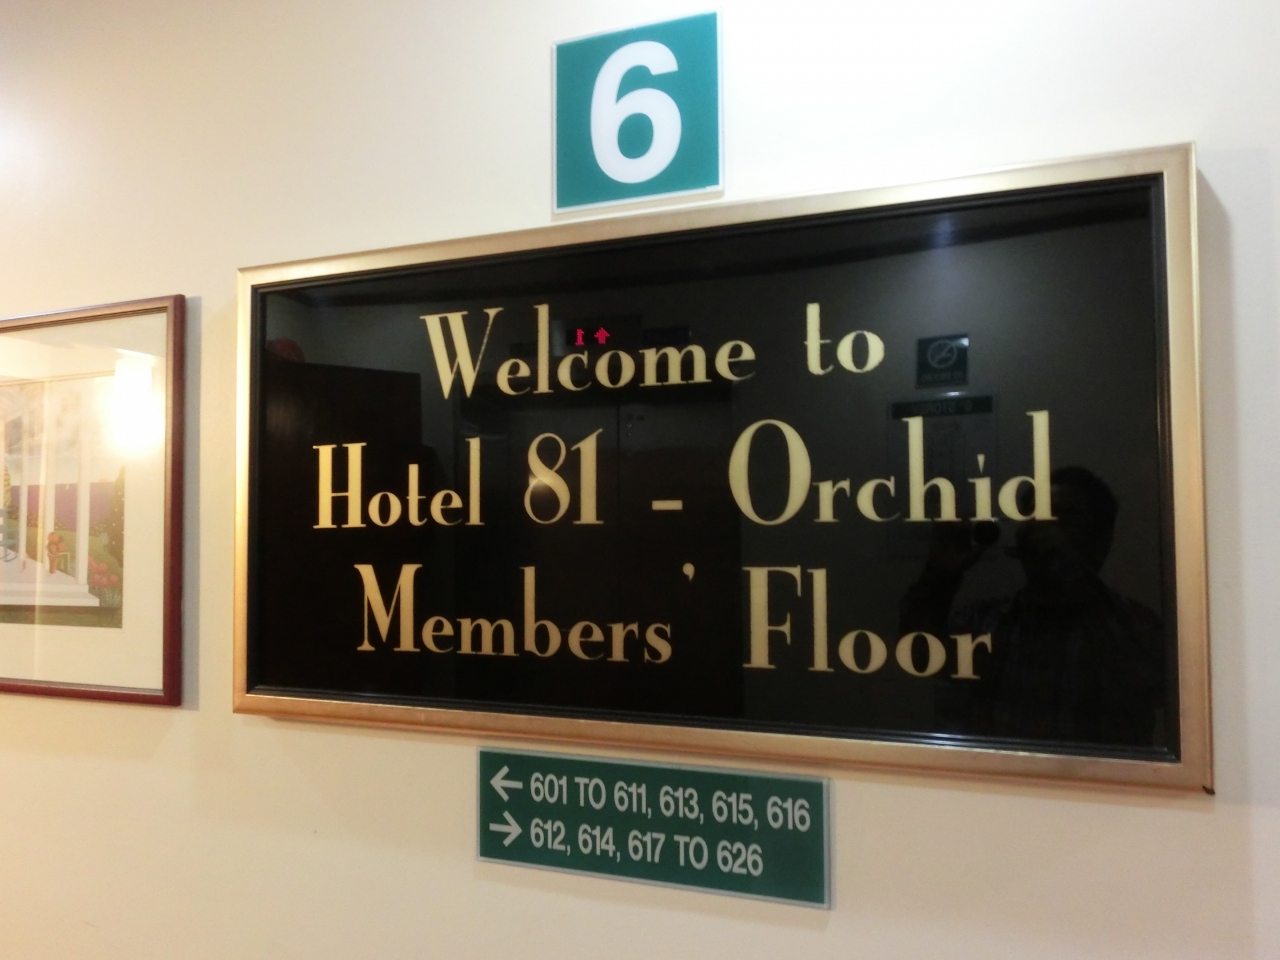 6
Welcome to
Hotel 81 - Orchid
Members' Floor
← 601 TO 611, 613, 615, 616
→ 612, 614, 617 TO 626